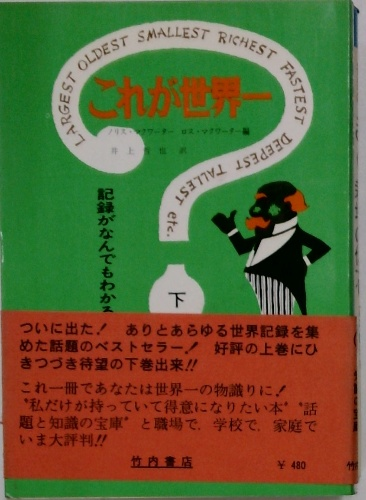 LARGEST OLDEST SMALLEST RICHEST FASTEST DEEPEST TALLEST etc.
これが世界一
ノリス・マクワーター ロス・マクワーター編
井上
訳
記録がなんでもわかる
下
ついに出た！ ありとあらゆる世界記録を集
めた話題のベストセラー！ 好評の上巻にひ
きつづき待望の下巻出来!!
これ一冊であなたは世界一の物識りに！
〝私だけが持っていて得意になりたい本〞〝話
題と知識の宝庫〞と職場で、学校で、家庭で
いま大評判!!
竹内書店
¥ 480